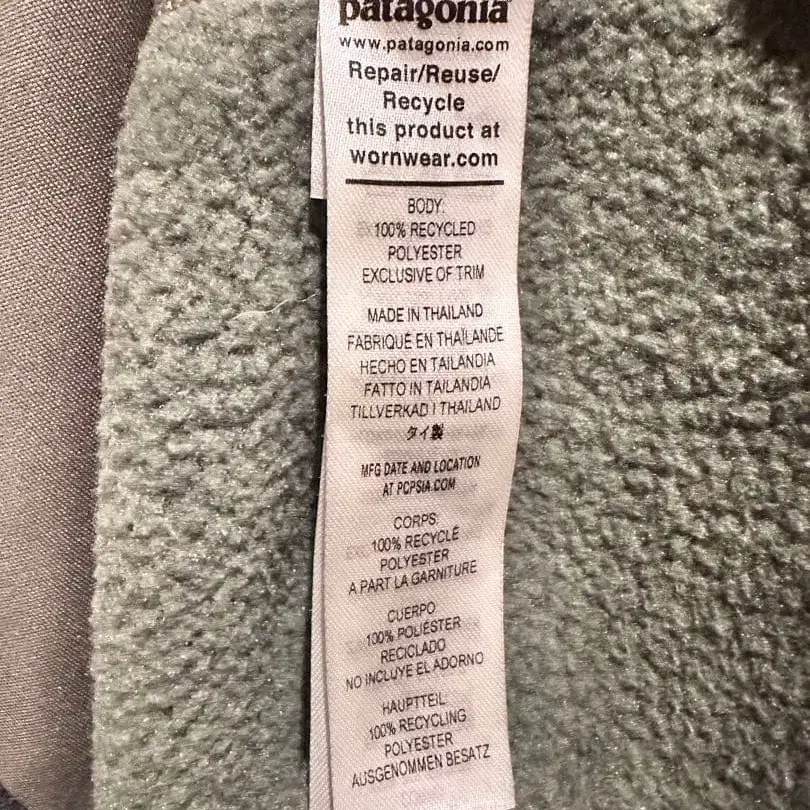 patagonia
www.patagonia.com
Repair/Reuse/
Recycle
this product at
wornwear.com
BODY:
100% RECYCLED
POLYESTER
EXCLUSIVE OF TRIM
MADE IN THAILAND
FABRIQUÉ EN THAÏLANDE
HECHO EN TAILANDIA
FATTO IN TAILANDIA
TILLVERKAD I THAILAND
タイ製
MFG DATE AND LOCATION
AT PCPSIA.COM
CORPS:
100% RECYCLÉ
POLYESTER
A PART LA GARNITURE
CUERPO
100% POLIÉSTER
RECICLADO
NO INCLUYE EL ADORNO
HAUPTTEIL
100% RECYCLING
POLYESTER
AUSGENOMMEN BESATZ